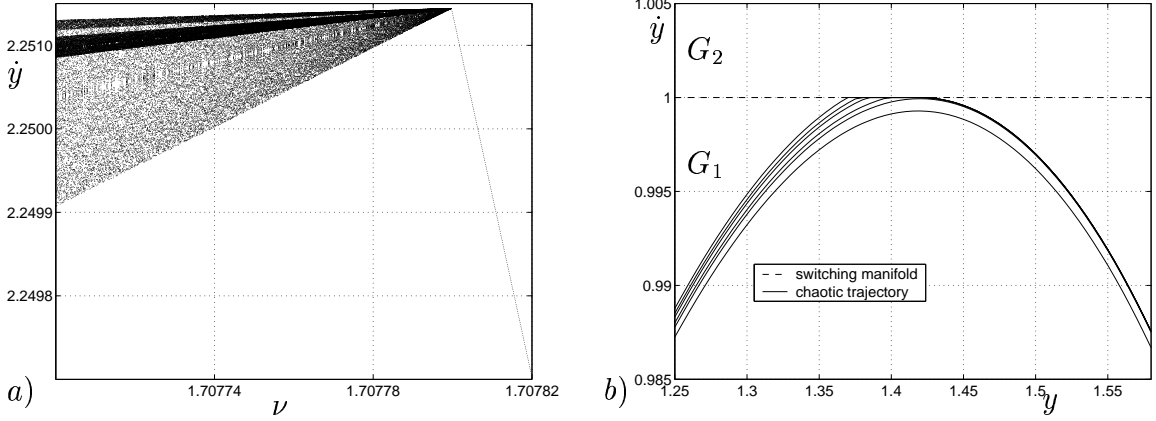 2.2510
ẏ
2.2500
2.2499
2.2498
1.70774
1.70778
1.70782
a)
ν
1.005
ẏ
G2
1
G1
0.995
0.99
0.985
switching manifold
chaotic trajectory
1.25
1.3
1.35
1.4
1.45
1.5
1.55
b)
y